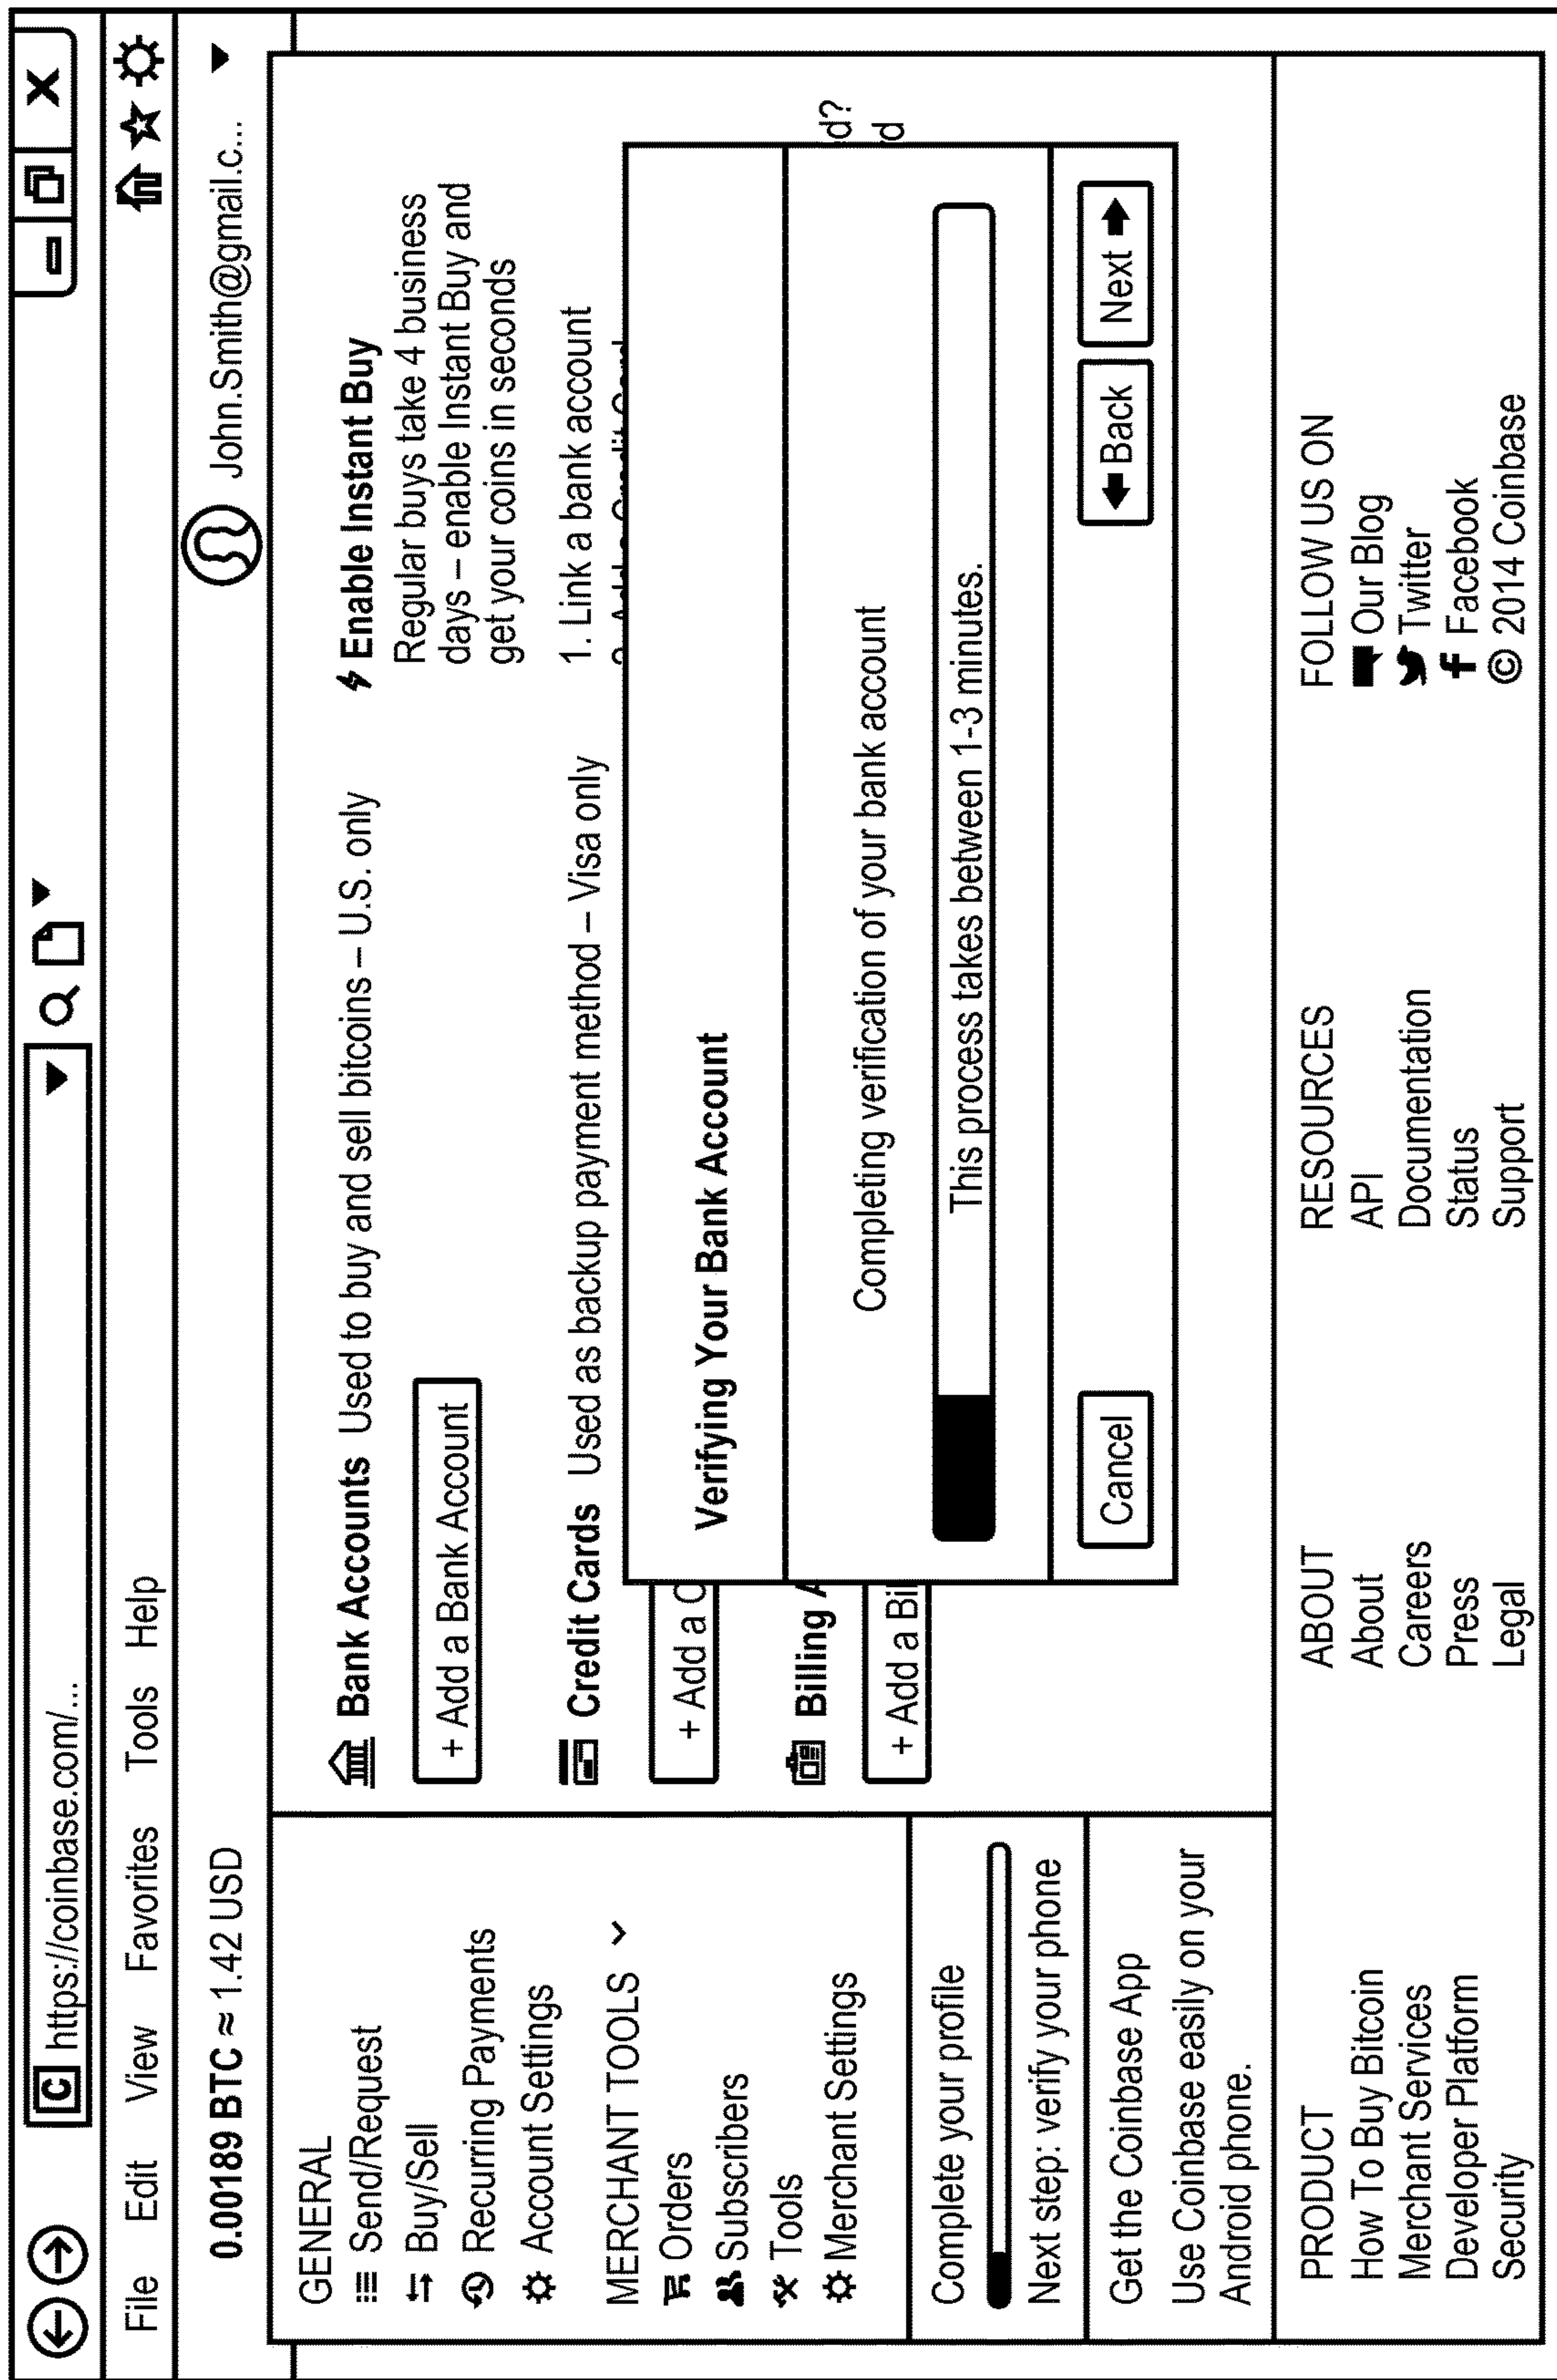 https://coinbase.com/...
X
File Edit View Favorites Tools Help
0.00189 BTC ≈ 1.42 USD
John.Smith@gmail.c...
GENERAL
Send/Request
Buy/Sell
Recurring Payments
Account Settings
MERCHANT TOOLS
Orders
Subscribers
Tools
Merchant Settings
Complete your profile
Next step: verify your phone
Get the Coinbase App
Use Coinbase easily on your
Android phone.
Bank Accounts Used to buy and sell bitcoins – U.S. only
+ Add a Bank Account
Credit Cards Used as backup payment method – Visa only
+ Add a C
Billing A
+ Add a Bil
Enable Instant Buy
Regular buys take 4 business
days – enable Instant Buy and
get your coins in seconds
1. Link a bank account
d?
d
Verifying Your Bank Account
Completing verification of your bank account
This process takes between 1-3 minutes.
Cancel
Back
Next
PRODUCT
How To Buy Bitcoin
Merchant Services
Developer Platform
Security
ABOUT
About
Careers
Press
Legal
RESOURCES
API
Documentation
Status
Support
FOLLOW US ON
Our Blog
Twitter
Facebook
© 2014 Coinbase